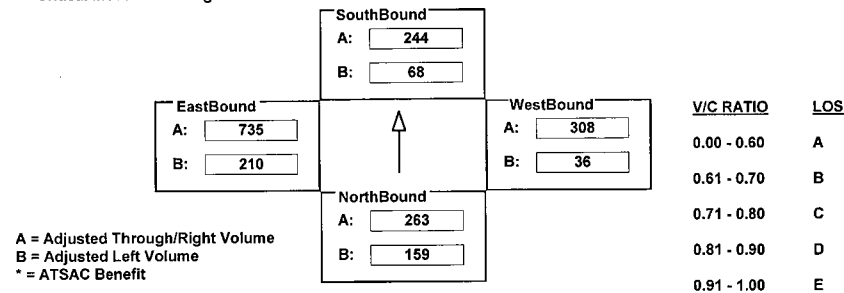 SouthBound
A: 244
B: 68
EastBound
A: 735
B: 210
WestBound
A: 308
B: 36
NorthBound
A: 263
B: 159
A = Adjusted Through/Right Volume
B = Adjusted Left Volume
* = ATSAC Benefit
V/C RATIO LOS
0.00 - 0.60 A
0.61 - 0.70 B
0.71 - 0.80 C
0.81 - 0.90 D
0.91 - 1.00 E